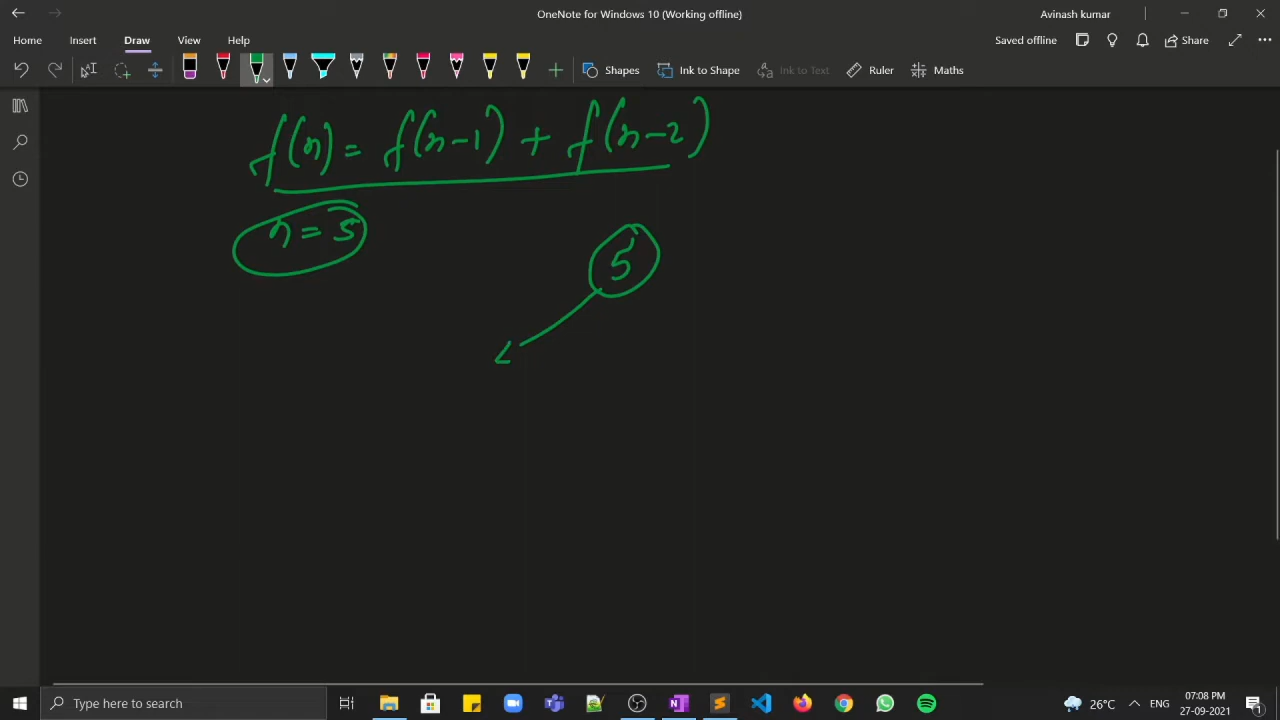 OneNote for Windows 10 (Working offline)
Avinash kumar
Home Insert Draw View Help
Saved offline
Share
Shapes
Ink to Shape
Ink to Text
Ruler
Maths
f(n) = f(n-1) + f(n-2)
n = 5
5
Type here to search
26°C
ENG
07:08 PM
27-09-2021